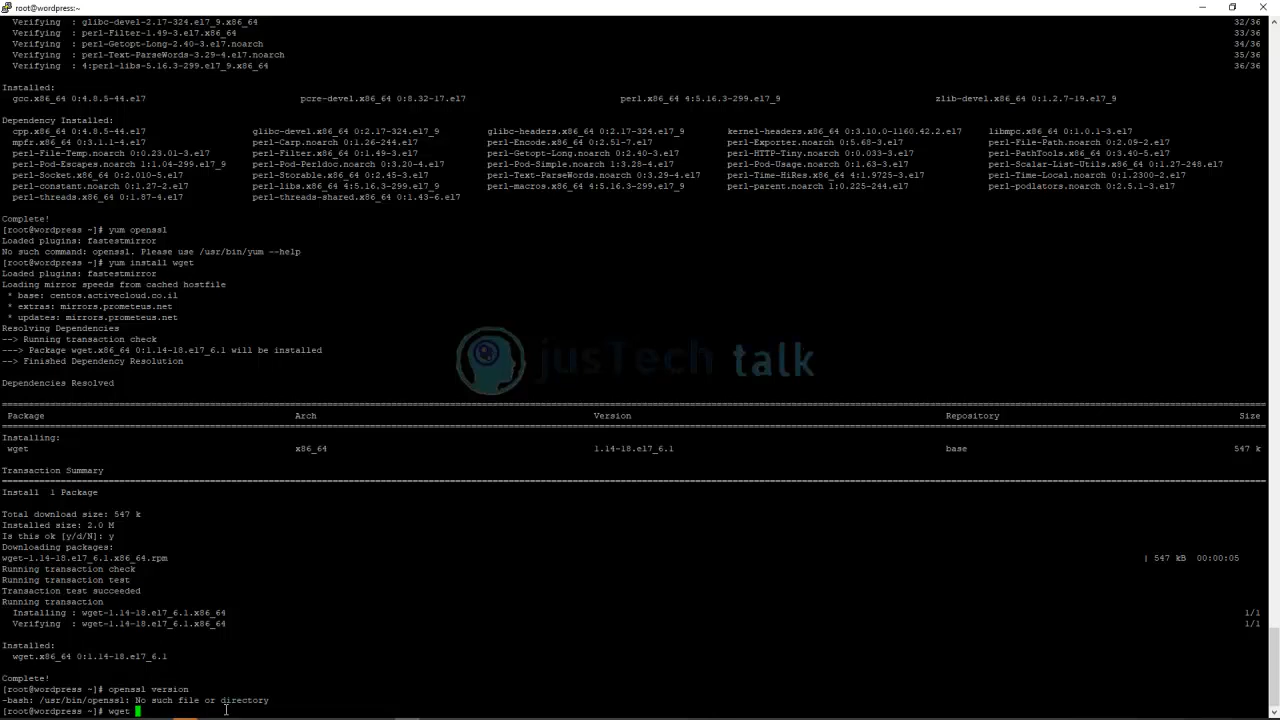 root@wordpress:~
Verifying  : glibc-devel-2.17-324.el7_9.x86_64 32/36
Verifying  : perl-Filter-1.49-3.el7.x86_64 33/36
Verifying  : perl-Getopt-Long-2.40-3.el7.noarch 34/36
Verifying  : perl-Text-ParseWords-3.29-4.el7.noarch 35/36
Verifying  : 4:perl-libs-5.16.3-299.el7_9.x86_64 36/36
Installed:
gcc.x86_64 0:4.8.5-44.el7 pcre-devel.x86_64 0:8.32-17.el7 perl.x86_64 4:5.16.3-299.el7_9 zlib-devel.x86_64 0:1.2.7-19.el7_9
Dependency Installed:
cpp.x86_64 0:4.8.5-44.el7 glibc-devel.x86_64 0:2.17-324.el7_9 glibc-headers.x86_64 0:2.17-324.el7_9 kernel-headers.x86_64 0:3.10.0-1160.42.2.el7 libmpc.x86_64 0:1.0.1-3.el7
mpfr.x86_64 0:3.1.1-4.el7 perl-Carp.noarch 0:1.26-244.el7 perl-Encode.x86_64 0:2.51-7.el7 perl-Exporter.noarch 0:5.68-3.el7 perl-File-Path.noarch 0:2.09-2.el7
perl-File-Temp.noarch 0:0.23.01-3.el7 perl-Filter.x86_64 0:1.49-3.el7 perl-Getopt-Long.noarch 0:2.40-3.el7 perl-HTTP-Tiny.noarch 0:0.033-3.el7 perl-PathTools.x86_64 0:3.40-5.el7
perl-Pod-Escapes.noarch 1:1.04-299.el7_9 perl-Pod-Perldoc.noarch 0:3.20-4.el7 perl-Pod-Simple.noarch 1:3.28-4.el7 perl-Pod-Usage.noarch 0:1.63-3.el7 perl-Scalar-List-Utils.x86_64 0:1.27-248.el7
perl-Socket.x86_64 0:2.010-5.el7 perl-Storable.x86_64 0:2.45-3.el7 perl-Text-ParseWords.noarch 0:3.29-4.el7 perl-Time-HiRes.x86_64 4:1.9725-3.el7 perl-Time-Local.noarch 0:1.2300-2.el7
perl-constant.noarch 0:1.27-2.el7 perl-libs.x86_64 4:5.16.3-299.el7_9 perl-macros.x86_64 4:5.16.3-299.el7_9 perl-parent.noarch 1:0.225-244.el7 perl-podlators.noarch 0:2.5.1-3.el7
perl-threads.x86_64 0:1.87-4.el7 perl-threads-shared.x86_64 0:1.43-6.el7
Complete!
[root@wordpress ~]# yum openssl
Loaded plugins: fastestmirror
No such command: openssl. Please use /usr/bin/yum --help
[root@wordpress ~]# yum install wget
Loaded plugins: fastestmirror
Loading mirror speeds from cached hostfile
* base: centos.activecloud.co.il
* extras: mirrors.prometeus.net
* updates: mirrors.prometeus.net
Resolving Dependencies
--> Running transaction check
---> Package wget.x86_64 0:1.14-18.el7_6.1 will be installed
--> Finished Dependency Resolution
jusTech talk
Dependencies Resolved
Package Arch Version Repository Size
Installing:
wget x86_64 1.14-18.el7_6.1 base 547 k
Transaction Summary
Install  1 Package
Total download size: 547 k
Installed size: 2.0 M
Is this ok [y/d/N]: y
Downloading packages:
wget-1.14-18.el7_6.1.x86_64.rpm | 547 kB  00:00:05
Running transaction check
Running transaction test
Transaction test succeeded
Running transaction
Installing : wget-1.14-18.el7_6.1.x86_64 1/1
Verifying  : wget-1.14-18.el7_6.1.x86_64 1/1
Installed:
wget.x86_64 0:1.14-18.el7_6.1
Complete!
[root@wordpress ~]# openssl version
-bash: /usr/bin/openssl: No such file or directory
[root@wordpress ~]# wget